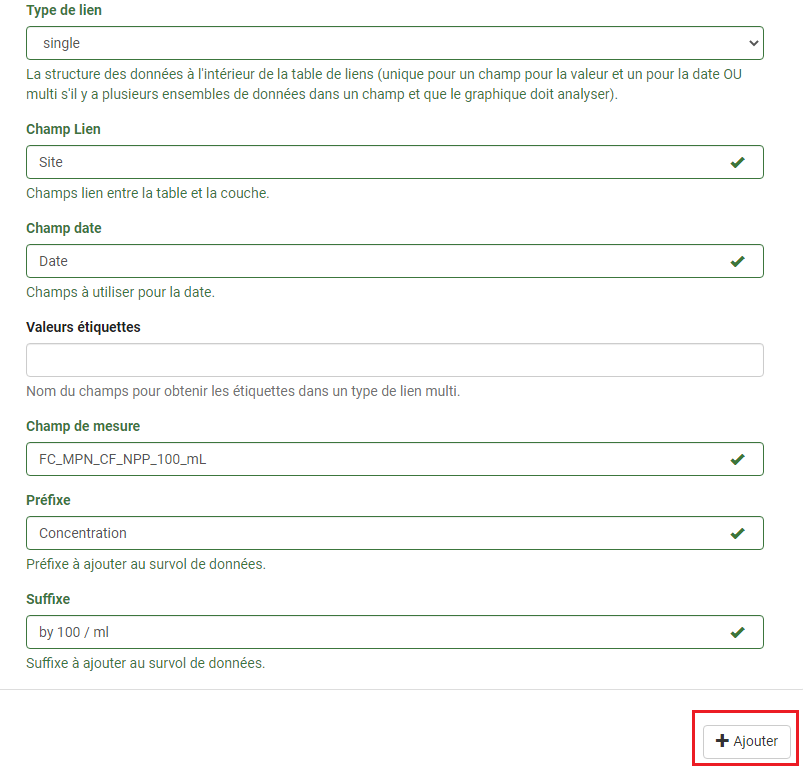 Type de lien
single
La structure des données à l'intérieur de la table de liens (unique pour un champ pour la valeur et un pour la date OU
multi s'il y a plusieurs ensembles de données dans un champ et que le graphique doit analyser).
Champ Lien
Site
Champs lien entre la table et la couche.
Champ date
Date
Champs à utiliser pour la date.
Valeurs étiquettes
Nom du champs pour obtenir les étiquettes dans un type de lien multi.
Champ de mesure
FC_MPN_CF_NPP_100_mL
Préfixe
Concentration
Préfixe à ajouter au survol de données.
Suffixe
by 100 / ml
Suffixe à ajouter au survol de données.
Ajouter